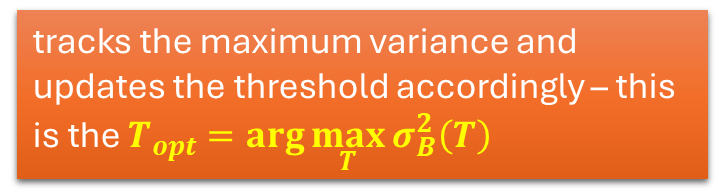 tracks the maximum variance and
updates the threshold accordingly – this
is the T_opt = arg max_T σ_B^2(T)